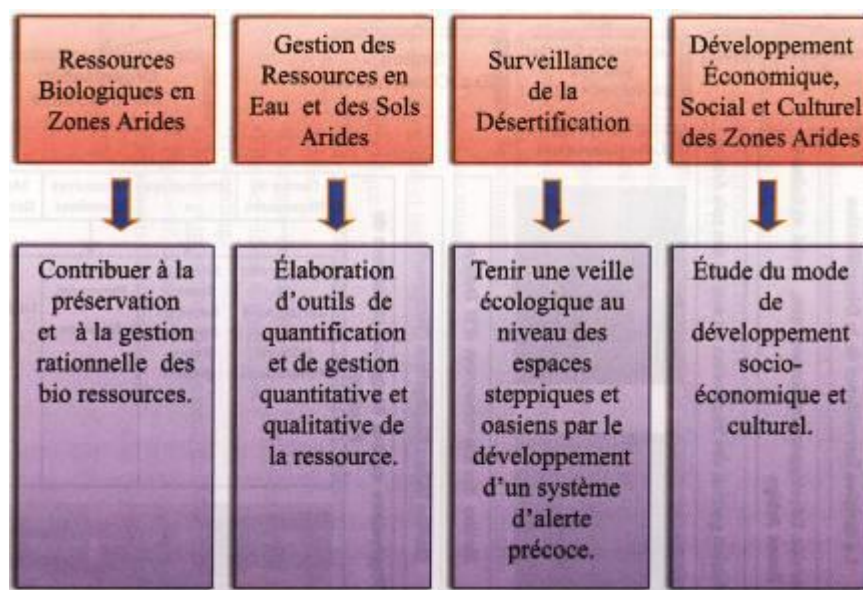 Ressources
Biologiques en
Zones Arides
Gestion des
Ressources en
Eau et des Sols
Arides
Surveillance
de la
Désertification
Développement
Économique,
Social et Culturel
des Zones Arides
Contribuer à la
préservation
et à la gestion
rationnelle des
bio ressources.
Élaboration
d'outils de
quantification
et de gestion
quantitative et
qualitative de
la ressource.
Tenir une veille
écologique au
niveau des
espaces
steppiques et
oasiens par le
développement
d'un système
d'alerte
précoce.
Étude du mode
de
développement
socio-
économique et
culturel.